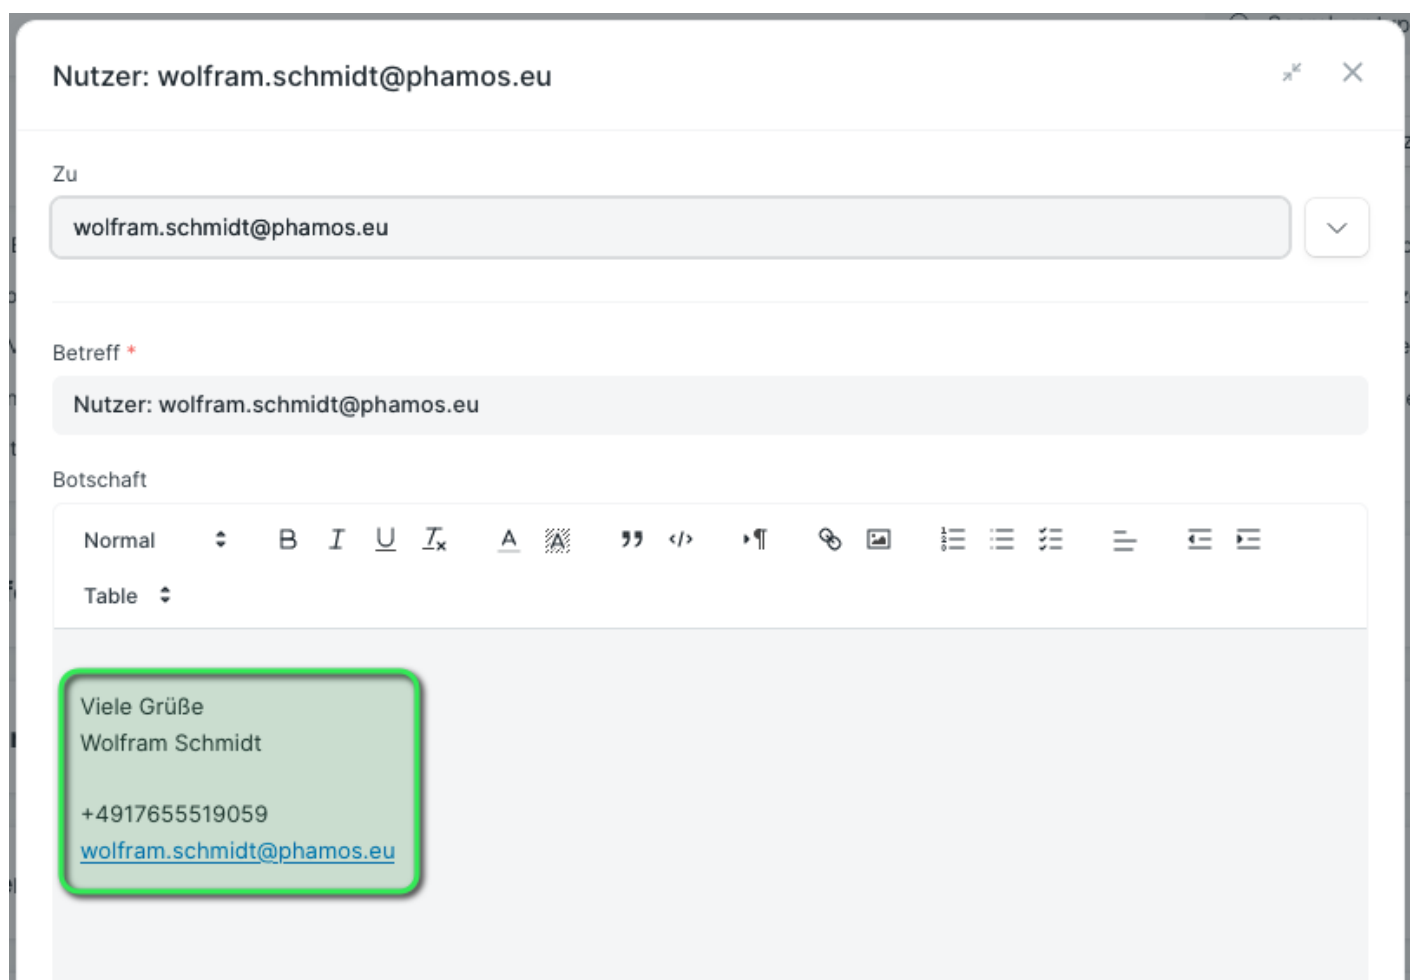 Nutzer: wolfram.schmidt@phamos.eu
Zu
wolfram.schmidt@phamos.eu
Betreff *
Nutzer: wolfram.schmidt@phamos.eu
Botschaft
Normal
Table
Viele Grüße
Wolfram Schmidt
+4917655519059
wolfram.schmidt@phamos.eu